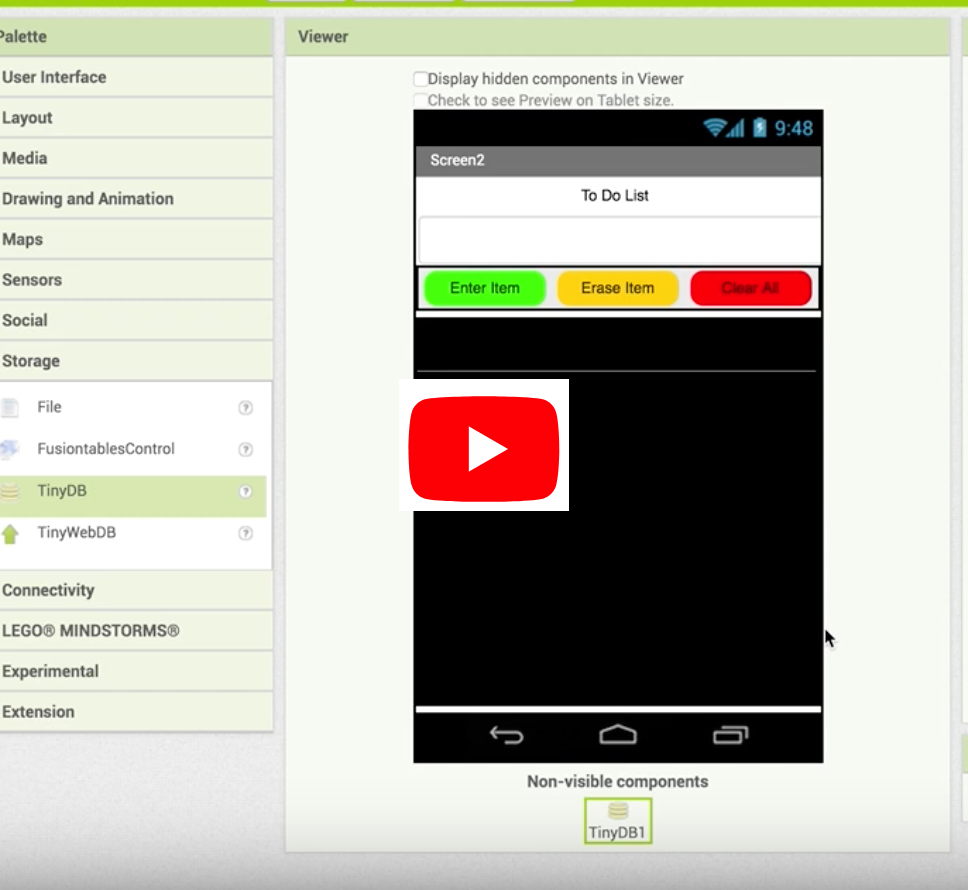 Palette
User Interface
Layout
Media
Drawing and Animation
Maps
Sensors
Social
Storage
File ?
FusiontablesControl ?
TinyDB ?
TinyWebDB ?
Connectivity
LEGO® MINDSTORMS®
Experimental
Extension
Viewer
Display hidden components in Viewer
Check to see Preview on Tablet size.
9:48
Screen2
To Do List
Enter Item Erase Item Clear All
Non-visible components
TinyDB1